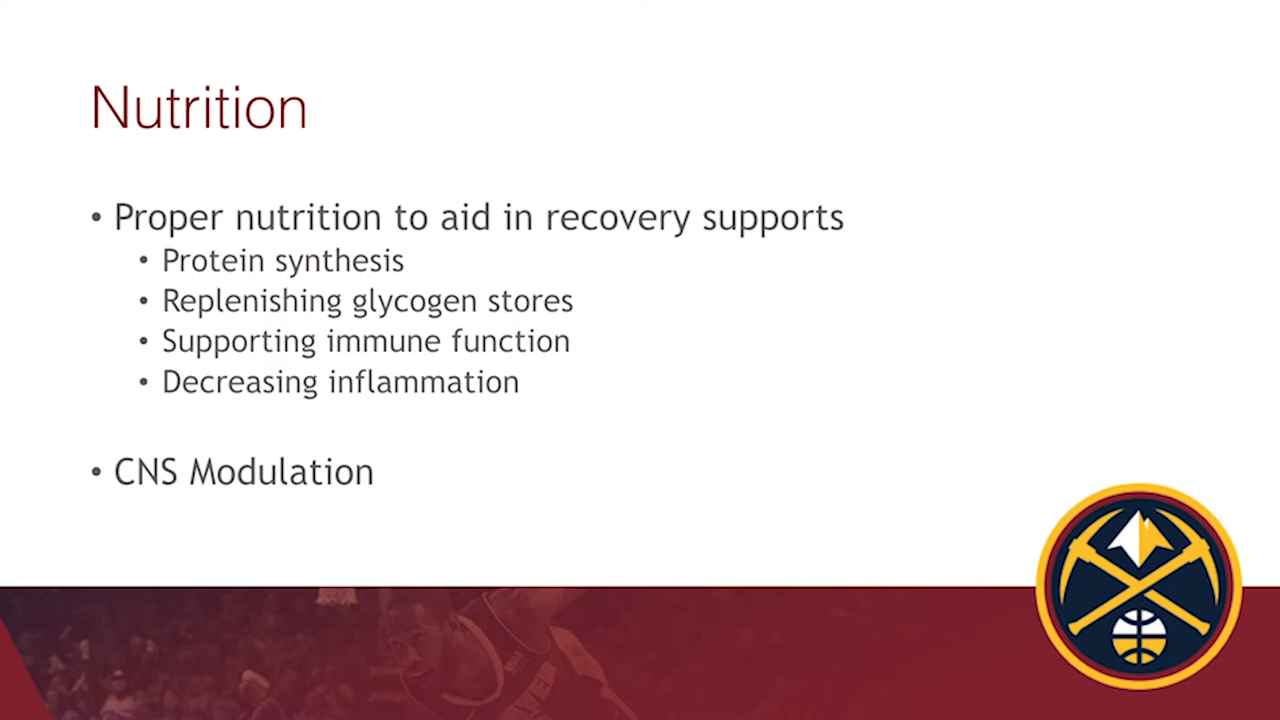 Nutrition
• Proper nutrition to aid in recovery supports
• Protein synthesis
• Replenishing glycogen stores
• Supporting immune function
• Decreasing inflammation
• CNS Modulation